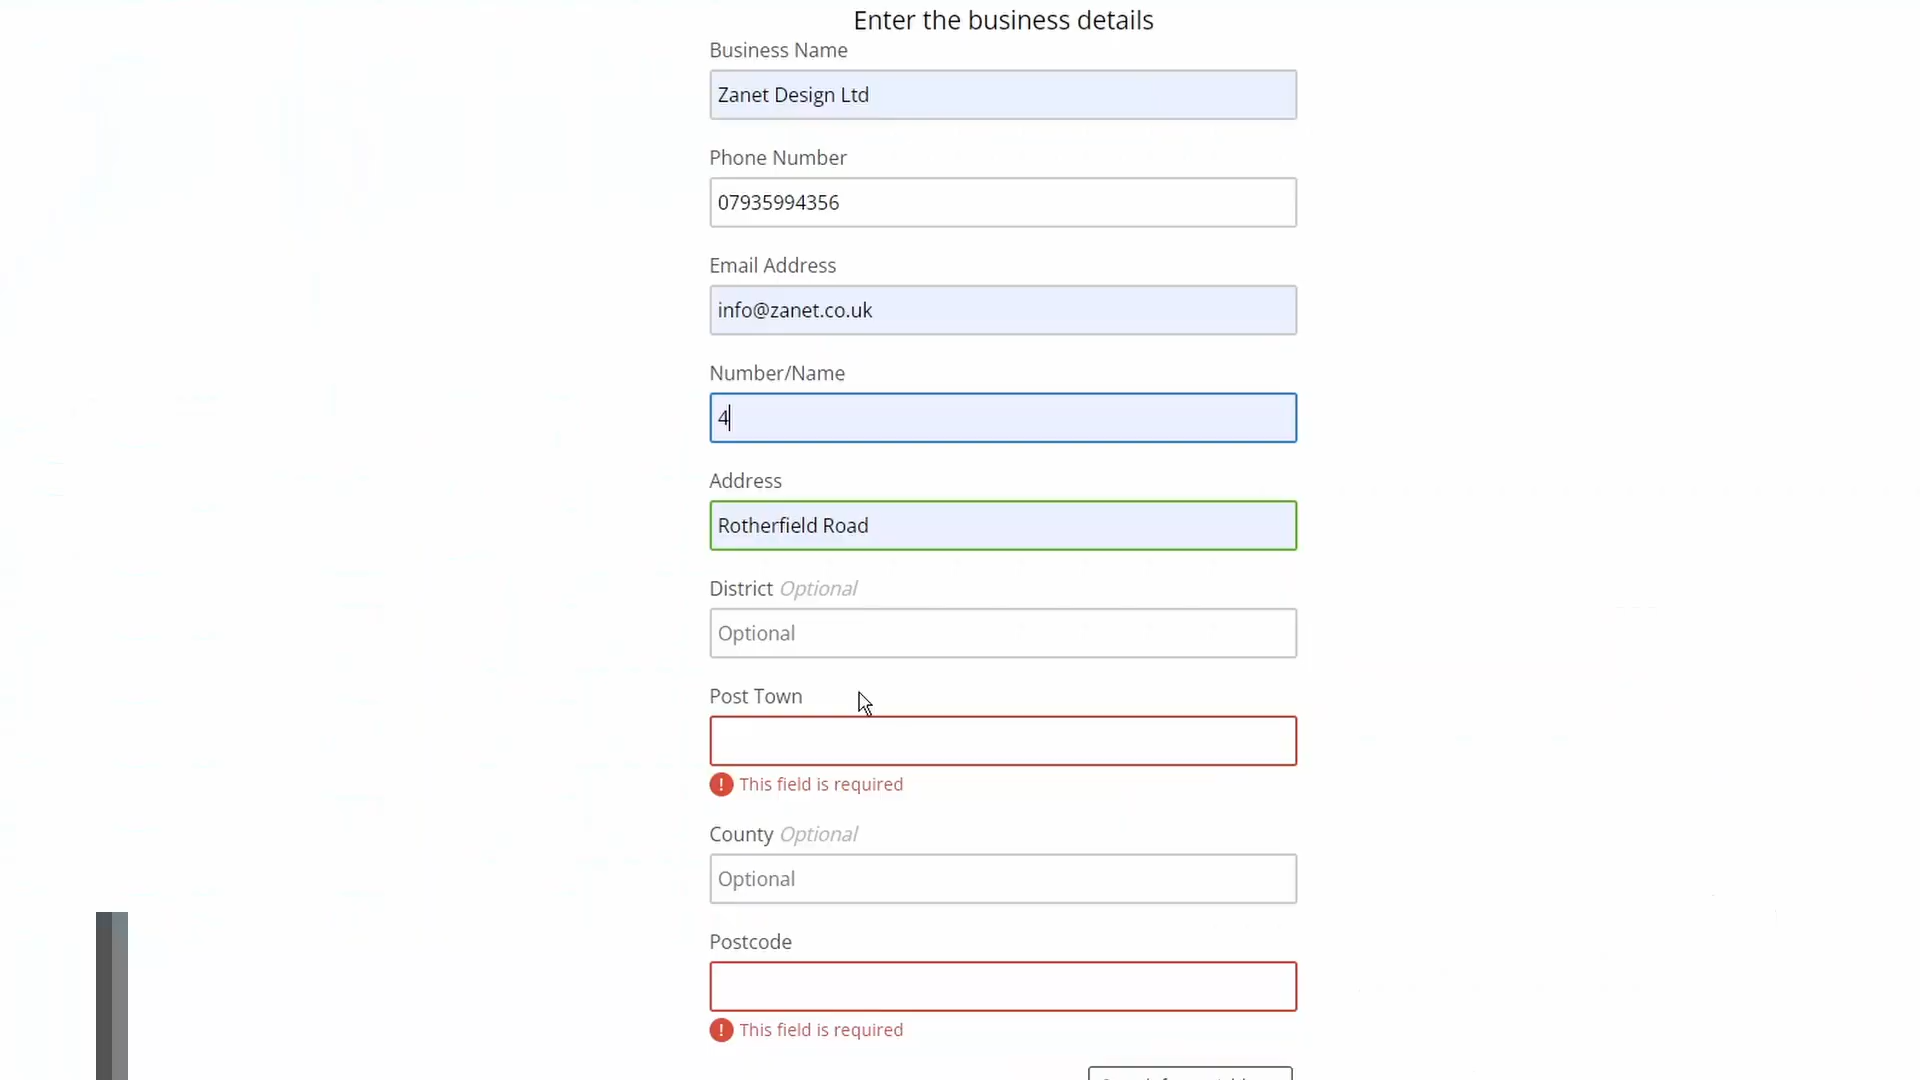 Enter the business details
Business Name
Zanet Design Ltd
Phone Number
07935994356
Email Address
info@zanet.co.uk
Number/Name
4
Address
Rotherfield Road
District Optional
Optional
Post Town
This field is required
County Optional
Optional
Postcode
This field is required